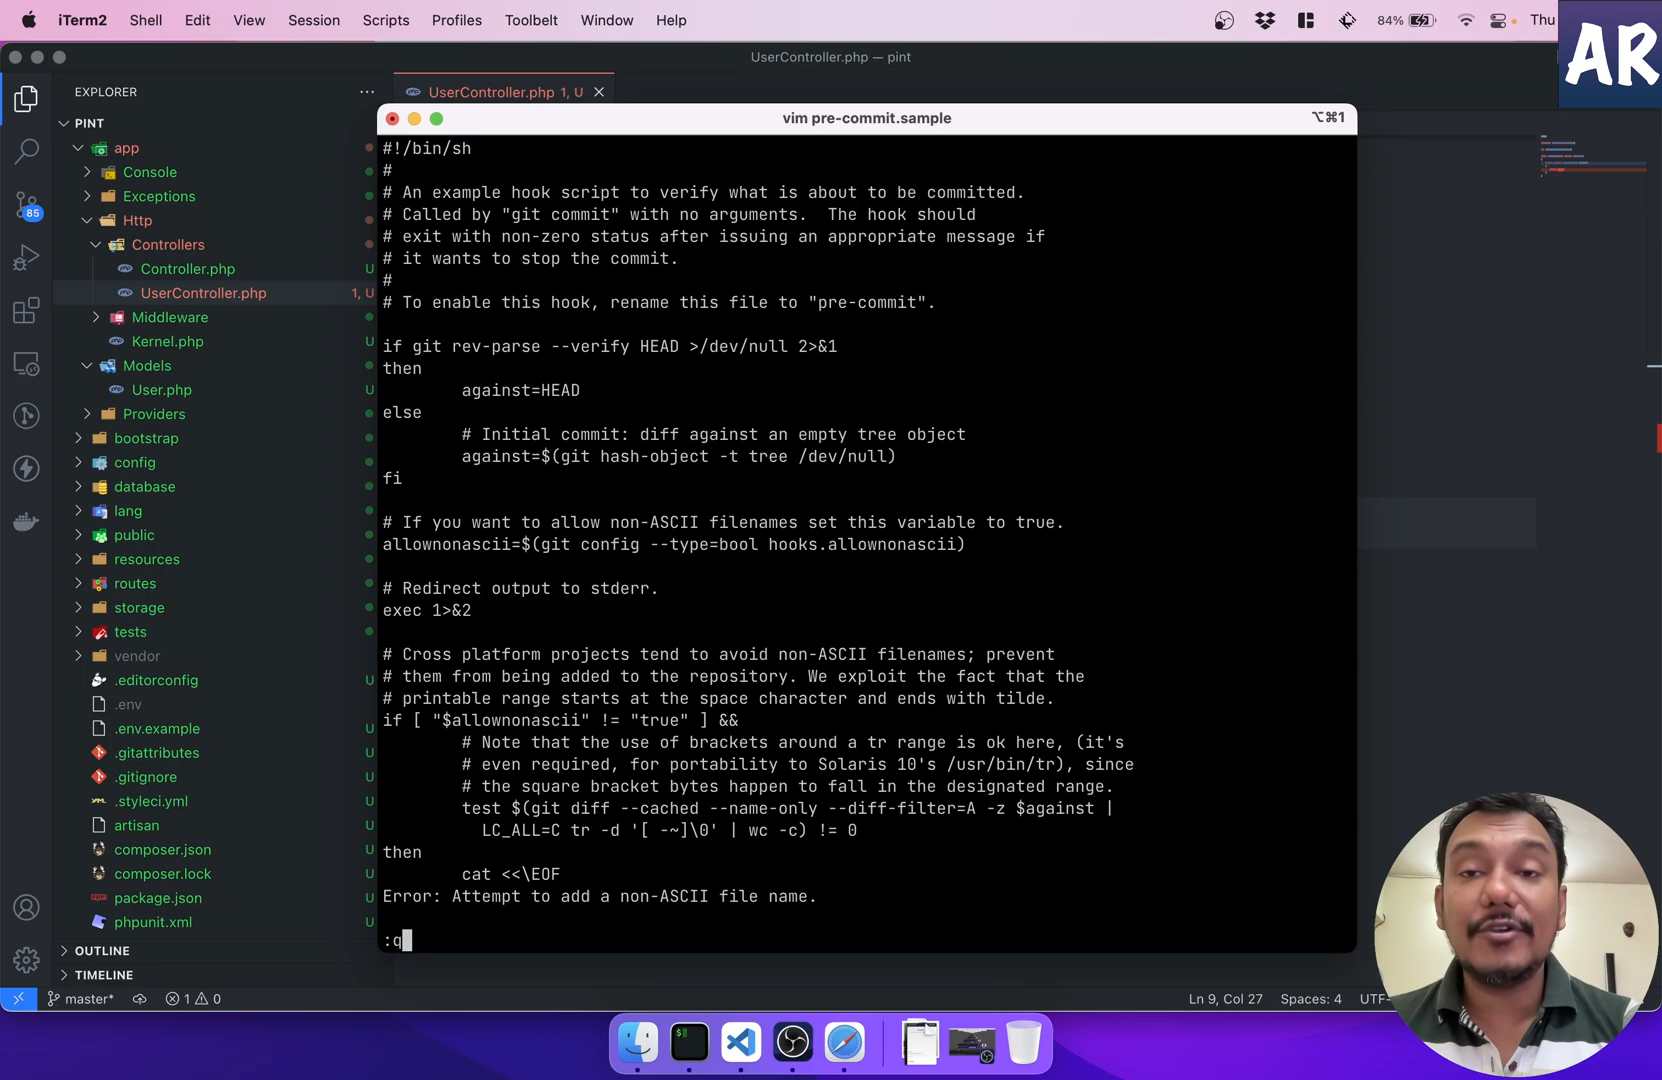 iTerm2 Shell Edit View Session Scripts Profiles Toolbelt Window Help 84% Thu
AR
UserController.php — pint
EXPLORER ...
UserController.php 1, U
PINT
app
Console
Exceptions
Http
Controllers
Controller.php U
UserController.php 1, U
Middleware
Kernel.php U
Models
User.php U
Providers
bootstrap
config
database
lang
public
resources
routes
storage
tests
vendor
.editorconfig U
.env
.env.example U
.gitattributes U
.gitignore U
.styleci.yml U
artisan U
composer.json U
composer.lock U
package.json U
phpunit.xml U
OUTLINE
TIMELINE
85
vim pre-commit.sample ⌥⌘1
#!/bin/sh
#
# An example hook script to verify what is about to be committed.
# Called by "git commit" with no arguments.  The hook should
# exit with non-zero status after issuing an appropriate message if
# it wants to stop the commit.
#
# To enable this hook, rename this file to "pre-commit".
if git rev-parse --verify HEAD >/dev/null 2>&1
then
against=HEAD
else
# Initial commit: diff against an empty tree object
against=$(git hash-object -t tree /dev/null)
fi
# If you want to allow non-ASCII filenames set this variable to true.
allownonascii=$(git config --type=bool hooks.allownonascii)
# Redirect output to stderr.
exec 1>&2
# Cross platform projects tend to avoid non-ASCII filenames; prevent
# them from being added to the repository. We exploit the fact that the
# printable range starts at the space character and ends with tilde.
if [ "$allownonascii" != "true" ] &&
# Note that the use of brackets around a tr range is ok here, (it's
# even required, for portability to Solaris 10's /usr/bin/tr), since
# the square bracket bytes happen to fall in the designated range.
test $(git diff --cached --name-only --diff-filter=A -z $against |
LC_ALL=C tr -d '[ -~]\0' | wc -c) != 0
then
cat <<\EOF
Error: Attempt to add a non-ASCII file name.
:q
master* 1 0 Ln 9, Col 27 Spaces: 4 UTF-